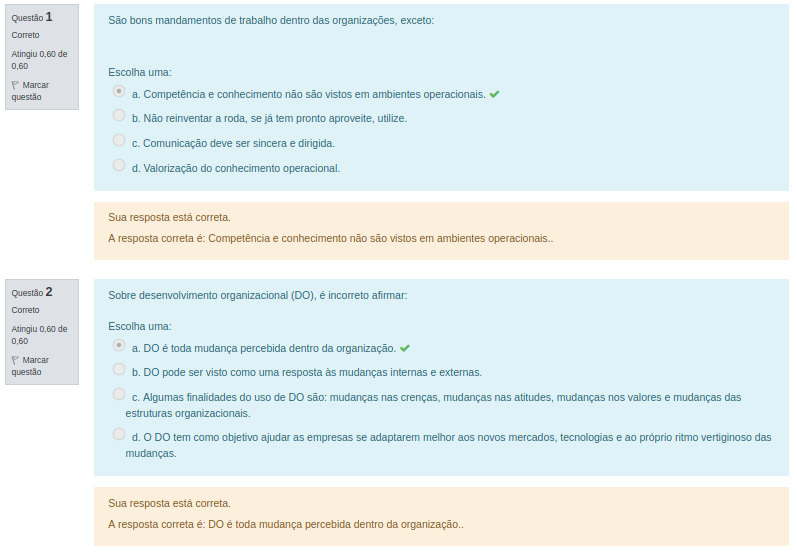 Questão 1
Correto
Atingiu 0,60 de
0,60
Marcar
questão
São bons mandamentos de trabalho dentro das organizações, exceto:
Escolha uma:
a. Competência e conhecimento não são vistos em ambientes operacionais.
b. Não reinventar a roda, se já tem pronto aproveite, utilize.
c. Comunicação deve ser sincera e dirigida.
d. Valorização do conhecimento operacional.
Sua resposta está correta.
A resposta correta é: Competência e conhecimento não são vistos em ambientes operacionais..
Questão 2
Correto
Atingiu 0,60 de
0,60
Marcar
questão
Sobre desenvolvimento organizacional (DO), é incorreto afirmar:
Escolha uma:
a. DO é toda mudança percebida dentro da organização.
b. DO pode ser visto como uma resposta às mudanças internas e externas.
c. Algumas finalidades do uso de DO são: mudanças nas crenças, mudanças nas atitudes, mudanças nos valores e mudanças das
estruturas organizacionais.
d. O DO tem como objetivo ajudar as empresas se adaptarem melhor aos novos mercados, tecnologias e ao próprio ritmo vertiginoso das
mudanças.
Sua resposta está correta.
A resposta correta é: DO é toda mudança percebida dentro da organização..